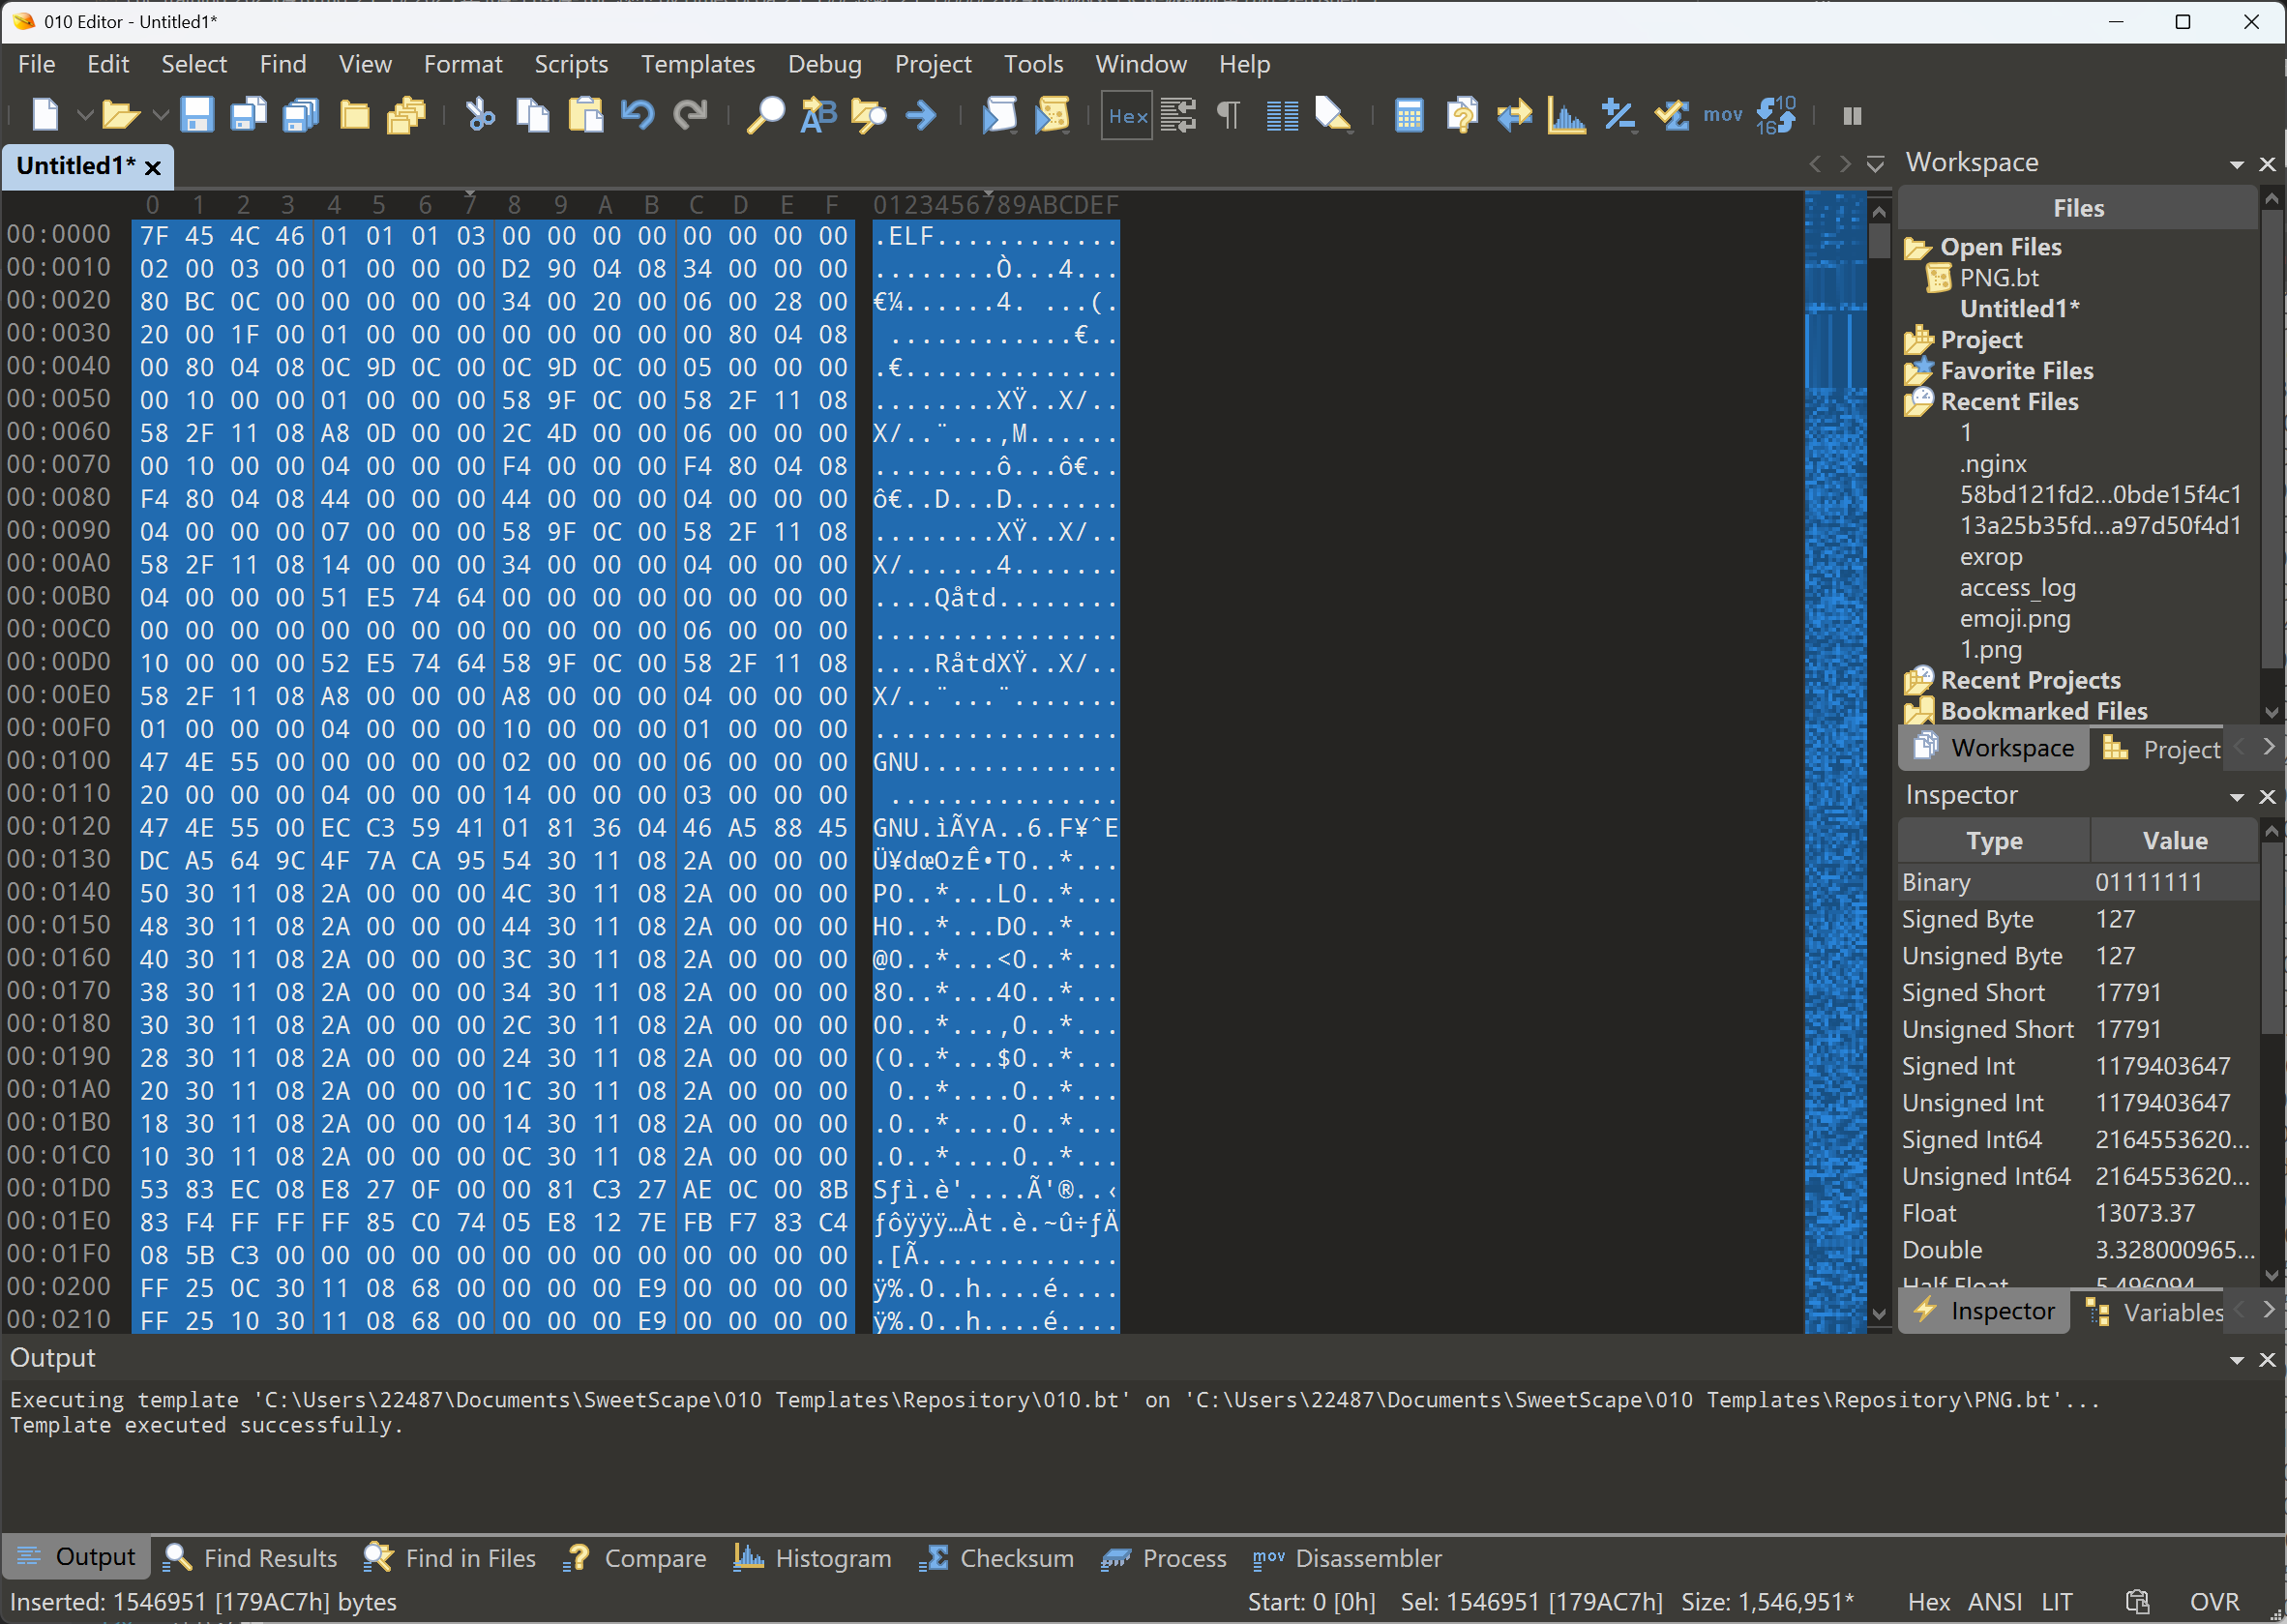 010 Editor - Untitled1*
File Edit Select Find View Format Scripts Templates Debug Project Tools Window Help
Hex mov 10 16
Untitled1*
0 1 2 3 4 5 6 7 8 9 A B C D E F 0123456789ABCDEF
00:0000 7F 45 4C 46 01 01 01 03 00 00 00 00 00 00 00 00 .ELF............
00:0010 02 00 03 00 01 00 00 00 D2 90 04 08 34 00 00 00 ........Ò...4...
00:0020 80 BC 0C 00 00 00 00 00 34 00 20 00 06 00 28 00 €¼......4. ...(.
00:0030 20 00 1F 00 01 00 00 00 00 00 00 00 00 80 04 08  ............€..
00:0040 00 80 04 08 0C 9D 0C 00 0C 9D 0C 00 05 00 00 00 .€..............
00:0050 00 10 00 00 01 00 00 00 58 9F 0C 00 58 2F 11 08 ........XŸ..X/..
00:0060 58 2F 11 08 A8 0D 00 00 2C 4D 00 00 06 00 00 00 X/..¨...,M......
00:0070 00 10 00 00 04 00 00 00 F4 00 00 00 F4 80 04 08 ........ô...ô€..
00:0080 F4 80 04 08 44 00 00 00 44 00 00 00 04 00 00 00 ô€..D...D.......
00:0090 04 00 00 00 07 00 00 00 58 9F 0C 00 58 2F 11 08 ........XŸ..X/..
00:00A0 58 2F 11 08 14 00 00 00 34 00 00 00 04 00 00 00 X/......4.......
00:00B0 04 00 00 00 51 E5 74 64 00 00 00 00 00 00 00 00 ....Qåtd........
00:00C0 00 00 00 00 00 00 00 00 00 00 00 00 06 00 00 00 ................
00:00D0 10 00 00 00 52 E5 74 64 58 9F 0C 00 58 2F 11 08 ....RåtdXŸ..X/..
00:00E0 58 2F 11 08 A8 00 00 00 A8 00 00 00 04 00 00 00 X/..¨...¨.......
00:00F0 01 00 00 00 04 00 00 00 10 00 00 00 01 00 00 00 ................
00:0100 47 4E 55 00 00 00 00 00 02 00 00 00 06 00 00 00 GNU.............
00:0110 20 00 00 00 04 00 00 00 14 00 00 00 03 00 00 00  ...............
00:0120 47 4E 55 00 EC C3 59 41 01 81 36 04 46 A5 88 45 GNU.ìÃYA..6.F¥ˆE
00:0130 DC A5 64 9C 4F 7A CA 95 54 30 11 08 2A 00 00 00 Ü¥dœOzÊ•T0..*...
00:0140 50 30 11 08 2A 00 00 00 4C 30 11 08 2A 00 00 00 P0..*...L0..*...
00:0150 48 30 11 08 2A 00 00 00 44 30 11 08 2A 00 00 00 H0..*...D0..*...
00:0160 40 30 11 08 2A 00 00 00 3C 30 11 08 2A 00 00 00 @0..*...<0..*...
00:0170 38 30 11 08 2A 00 00 00 34 30 11 08 2A 00 00 00 80..*...40..*...
00:0180 30 30 11 08 2A 00 00 00 2C 30 11 08 2A 00 00 00 00..*...,0..*...
00:0190 28 30 11 08 2A 00 00 00 24 30 11 08 2A 00 00 00 (0..*...$0..*...
00:01A0 20 30 11 08 2A 00 00 00 1C 30 11 08 2A 00 00 00  0..*....0..*...
00:01B0 18 30 11 08 2A 00 00 00 14 30 11 08 2A 00 00 00 .0..*....0..*...
00:01C0 10 30 11 08 2A 00 00 00 0C 30 11 08 2A 00 00 00 .0..*....0..*...
00:01D0 53 83 EC 08 E8 27 0F 00 00 81 C3 27 AE 0C 00 8B Sƒì.è'....Ã'®..‹
00:01E0 83 F4 FF FF FF 85 C0 74 05 E8 12 7E FB F7 83 C4 ƒôÿÿÿ…Àt.è.~û÷ƒÄ
00:01F0 08 5B C3 00 00 00 00 00 00 00 00 00 00 00 00 00 .[Ã.............
00:0200 FF 25 0C 30 11 08 68 00 00 00 00 E9 00 00 00 00 ÿ%.0..h....é....
00:0210 FF 25 10 30 11 08 68 00 00 00 00 E9 00 00 00 00 ÿ%.0..h....é....
Workspace
Files
Open Files
PNG.bt
Untitled1*
Project
Favorite Files
Recent Files
1
.nginx
58bd121fd2...0bde15f4c1
13a25b35fd...a97d50f4d1
exrop
access_log
emoji.png
1.png
Recent Projects
Bookmarked Files
Workspace Project
Inspector
Type Value
Binary 01111111
Signed Byte 127
Unsigned Byte 127
Signed Short 17791
Unsigned Short 17791
Signed Int 1179403647
Unsigned Int 1179403647
Signed Int64 2164553620...
Unsigned Int64 2164553620...
Float 13073.37
Double 3.328000965...
Half Float 5.496094
Inspector Variables
Output
Executing template 'C:\Users\22487\Documents\SweetScape\010 Templates\Repository\010.bt' on 'C:\Users\22487\Documents\SweetScape\010 Templates\Repository\PNG.bt'...
Template executed successfully.
Output Find Results Find in Files Compare Histogram Checksum Process mov Disassembler
Inserted: 1546951 [179AC7h] bytes Start: 0 [0h] Sel: 1546951 [179AC7h] Size: 1,546,951* Hex ANSI LIT OVR